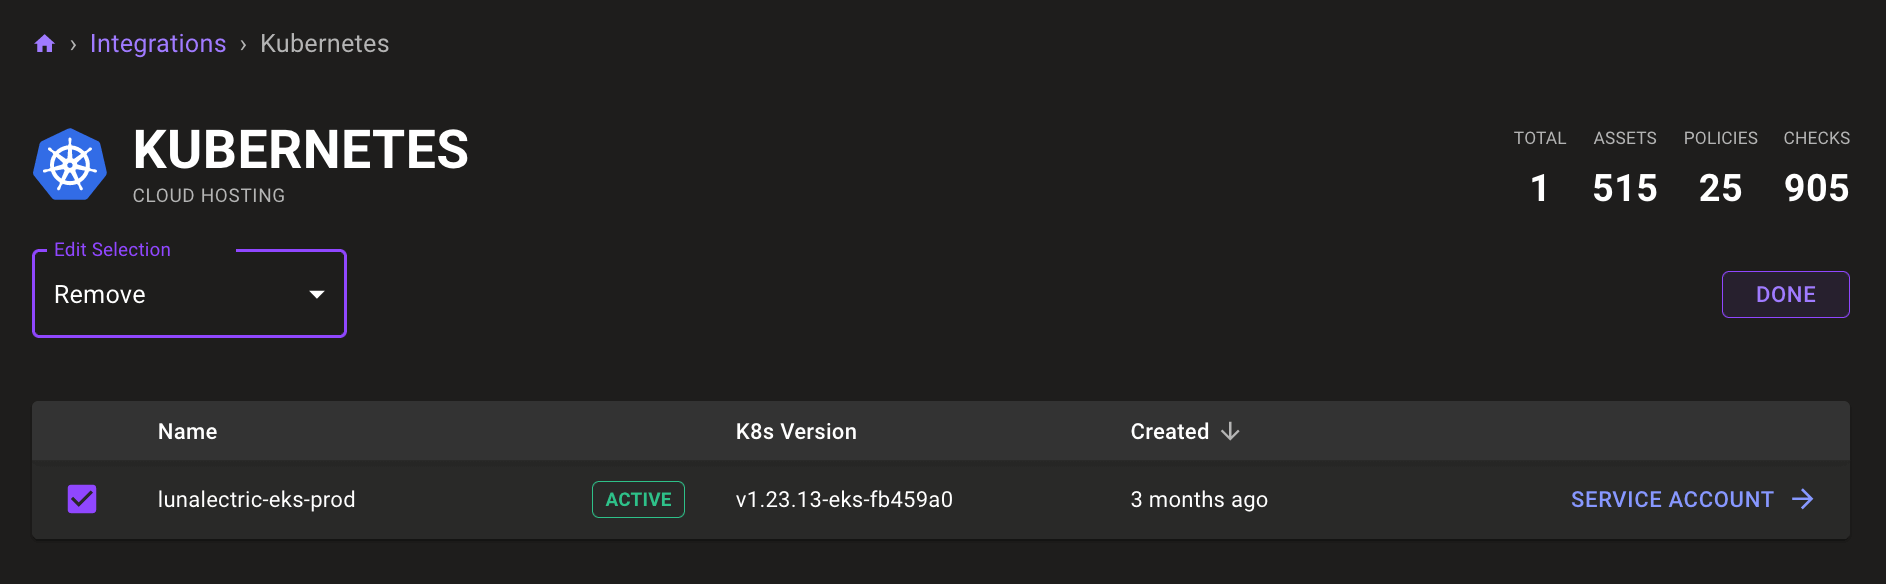 › Integrations › Kubernetes
KUBERNETES
CLOUD HOSTING
TOTAL ASSETS POLICIES CHECKS
1 515 25 905
Edit Selection
Remove
DONE
Name K8s Version Created
lunalectric-eks-prod ACTIVE v1.23.13-eks-fb459a0 3 months ago SERVICE ACCOUNT